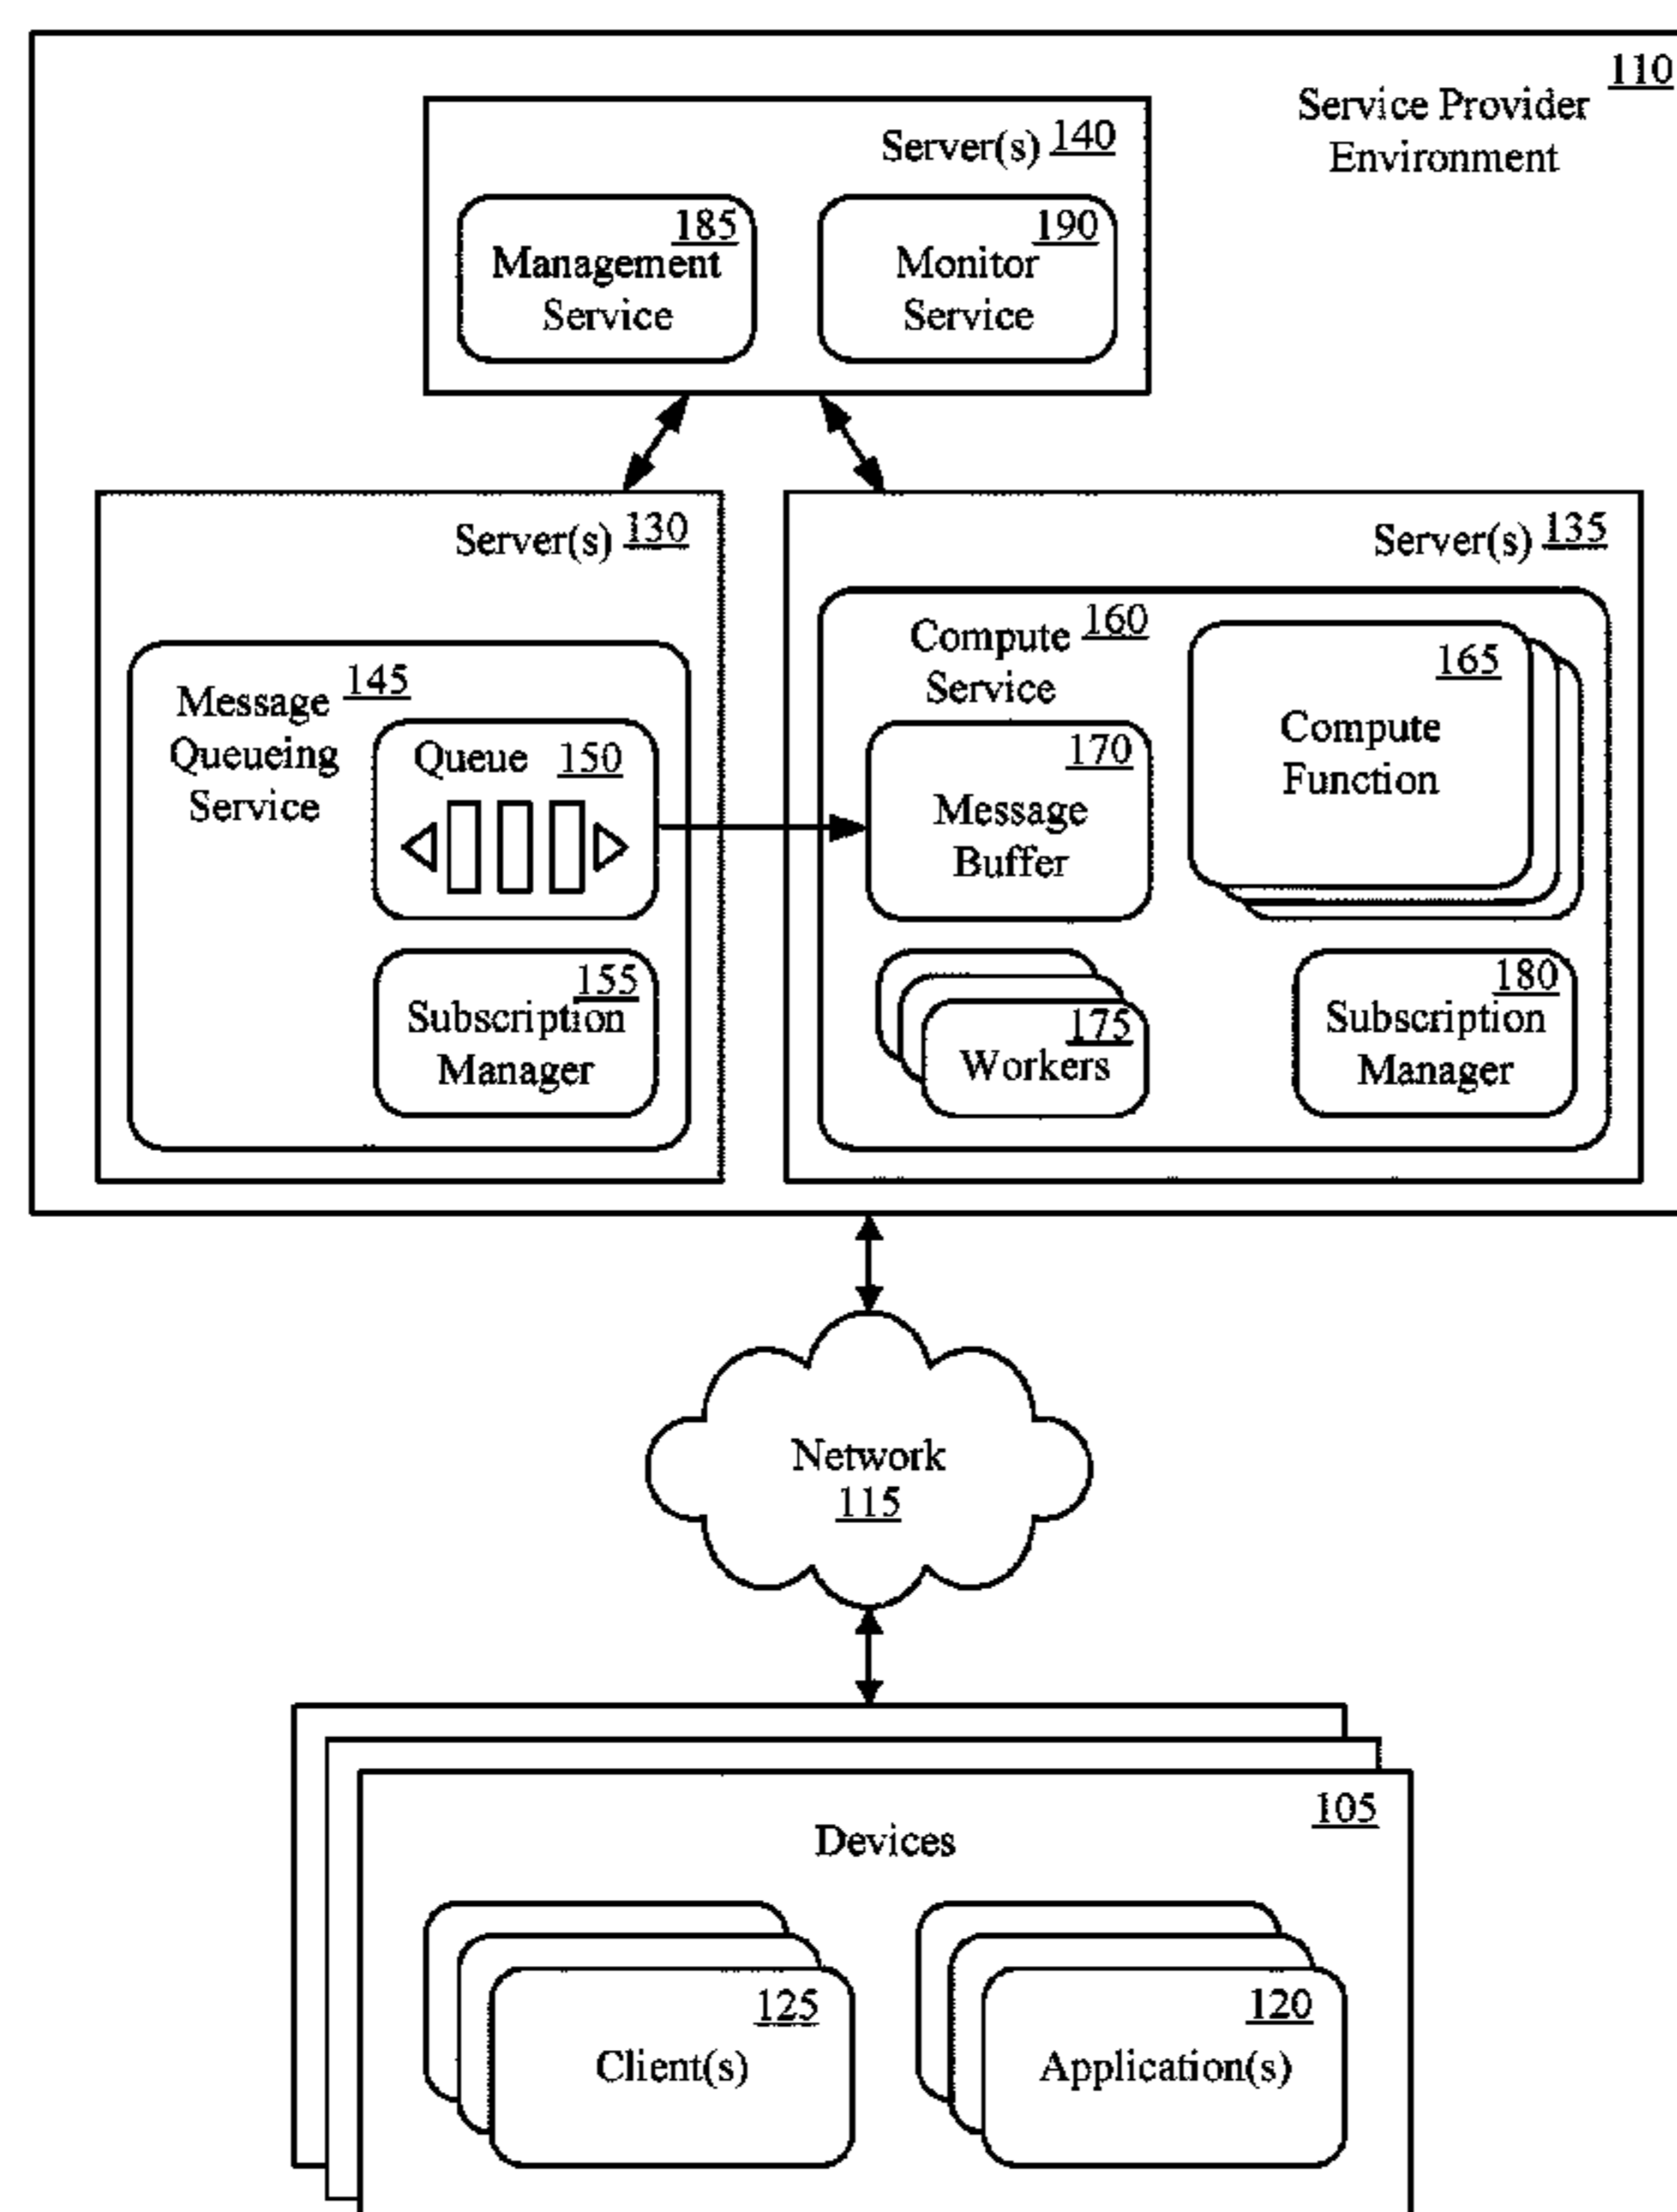 110
Service Provider
Environment
Server(s) 140
185
Management
Service
190
Monitor
Service
Server(s) 130
Message 145
Queueing
Service
Queue 150
155
Subscription
Manager
Server(s) 135
Compute 160
Service
165
Compute
Function
170
Message
Buffer
175
Workers
180
Subscription
Manager
Network
115
105
Devices
125
Client(s)
120
Application(s)